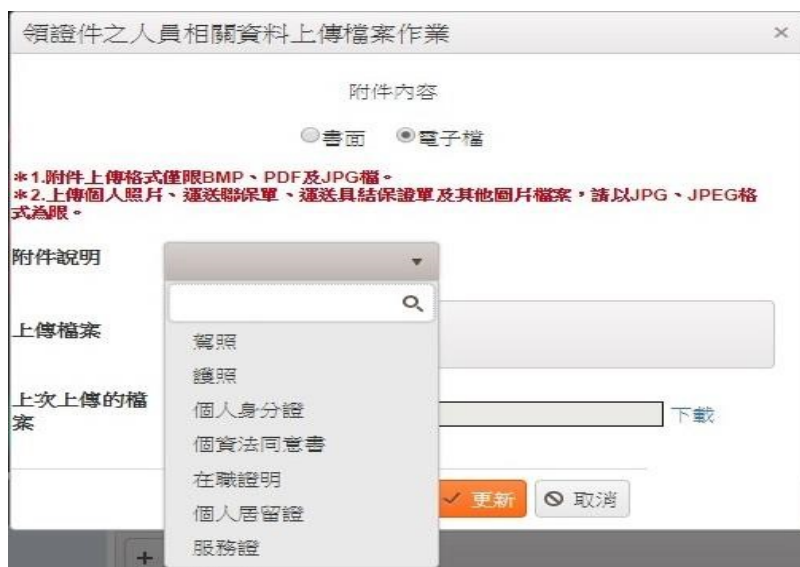 領證件之人員相關資料上傳檔案作業 ×
附件內容
書面 電子檔
*1.附件上傳格式僅限BMP、PDF及JPG檔。
*2.上傳個人照片、運送聯保單、運送具結保證單及其他圖片檔案，請以JPG、JPEG格
式為限。
附件說明
上傳檔案
駕照
護照
上次上傳的檔
案
個人身分證
下載
個資法同意書
在職證明
個人居留證
服務證
更新 取消
+